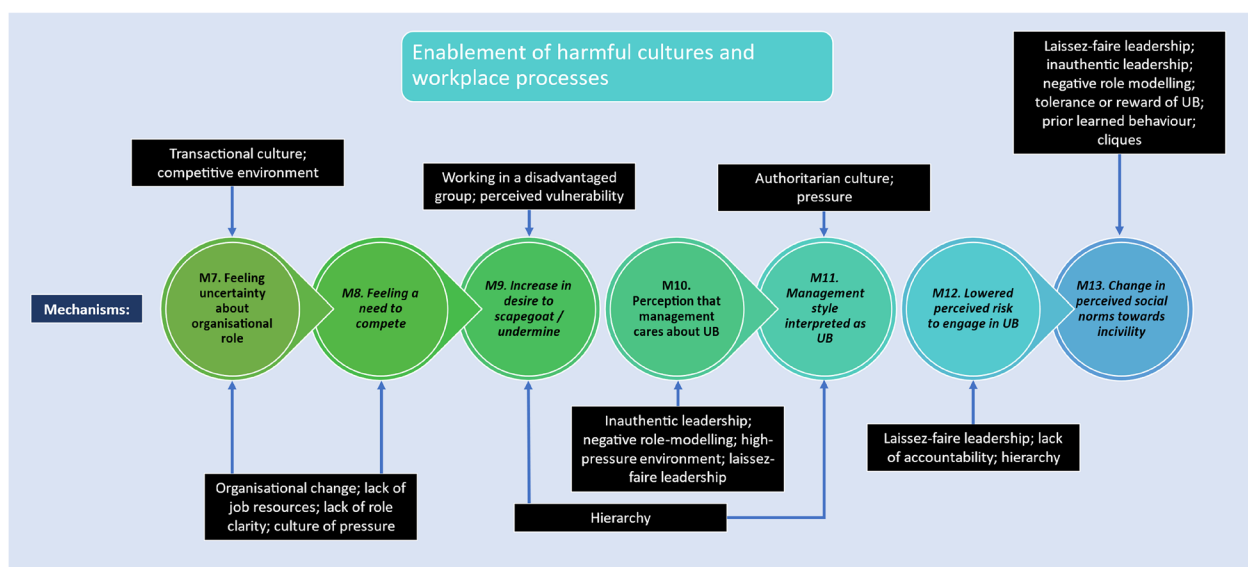 Enablement of harmful cultures and
workplace processes
Laissez-faire leadership;
inauthentic leadership;
negative role modelling;
tolerance or reward of UB;
prior learned behaviour;
cliques
Transactional culture;
competitive environment
Working in a disadvantaged
group; perceived vulnerability
Authoritarian culture;
pressure
Mechanisms:
M7. Feeling
uncertainty
about
organisational
role
M8. Feeling a
need to
compete
M9. Increase in
desire to
scapegoat /
undermine
M10.
Perception that
management
cares about UB
M11.
Management
style
interpreted as
UB
M12. Lowered
perceived risk
to engage in UB
M13. Change in
perceived social
norms towards
incivility
Organisational change; lack of
job resources; lack of role
clarity; culture of pressure
Inauthentic leadership;
negative role-modelling; high-
pressure environment; laissez-
faire leadership
Hierarchy
Laissez-faire leadership; lack
of accountability; hierarchy